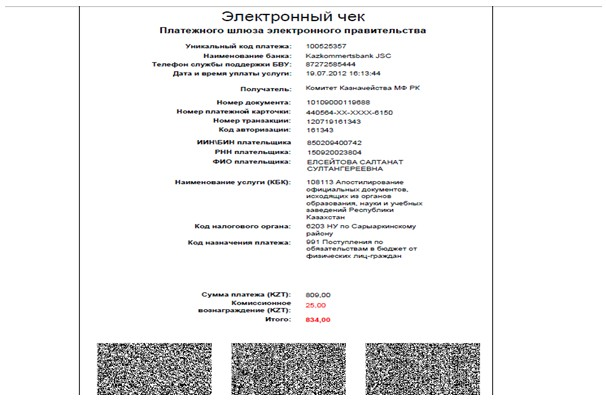 Электронный чек
Платежного шлюза электронного правительства
Уникальный код платежа: 100525357
Наименование банка: Kazkommertsbank JSC
Телефон службы поддержки БВУ: 87272585444
Дата и время уплаты услуги: 19.07.2012 16:13:44
Получатель: Комитет Казначейства МФ РК
Номер документа: 10109000119688
Номер платежной карточки: 440564-XX-XXXX-6150
Номер транзакции: 120719161343
Код авторизации: 161343
ИИН\БИН плательщика 850209400742
РНН плательщика: 150920023804
ФИО плательщика: ЕЛСЕЙТОВА САЛТАНАТ
СУЛТАНГЕРЕЕВНА
Наименование услуги (КБК): 108113 Апостилирование
официальных документов,
исходящих из органов
образования, науки и учебных
заведений Республики
Казахстан
Код налогового органа: 6203 НУ по Сарыаркинскому
району
Код назначения платежа: 991 Поступления по
обязательствам в бюджет от
физических лиц-граждан
Сумма платежа (KZT): 809,00
Комиссионное 25,00
вознаграждение (KZT):
Итого: 834,00